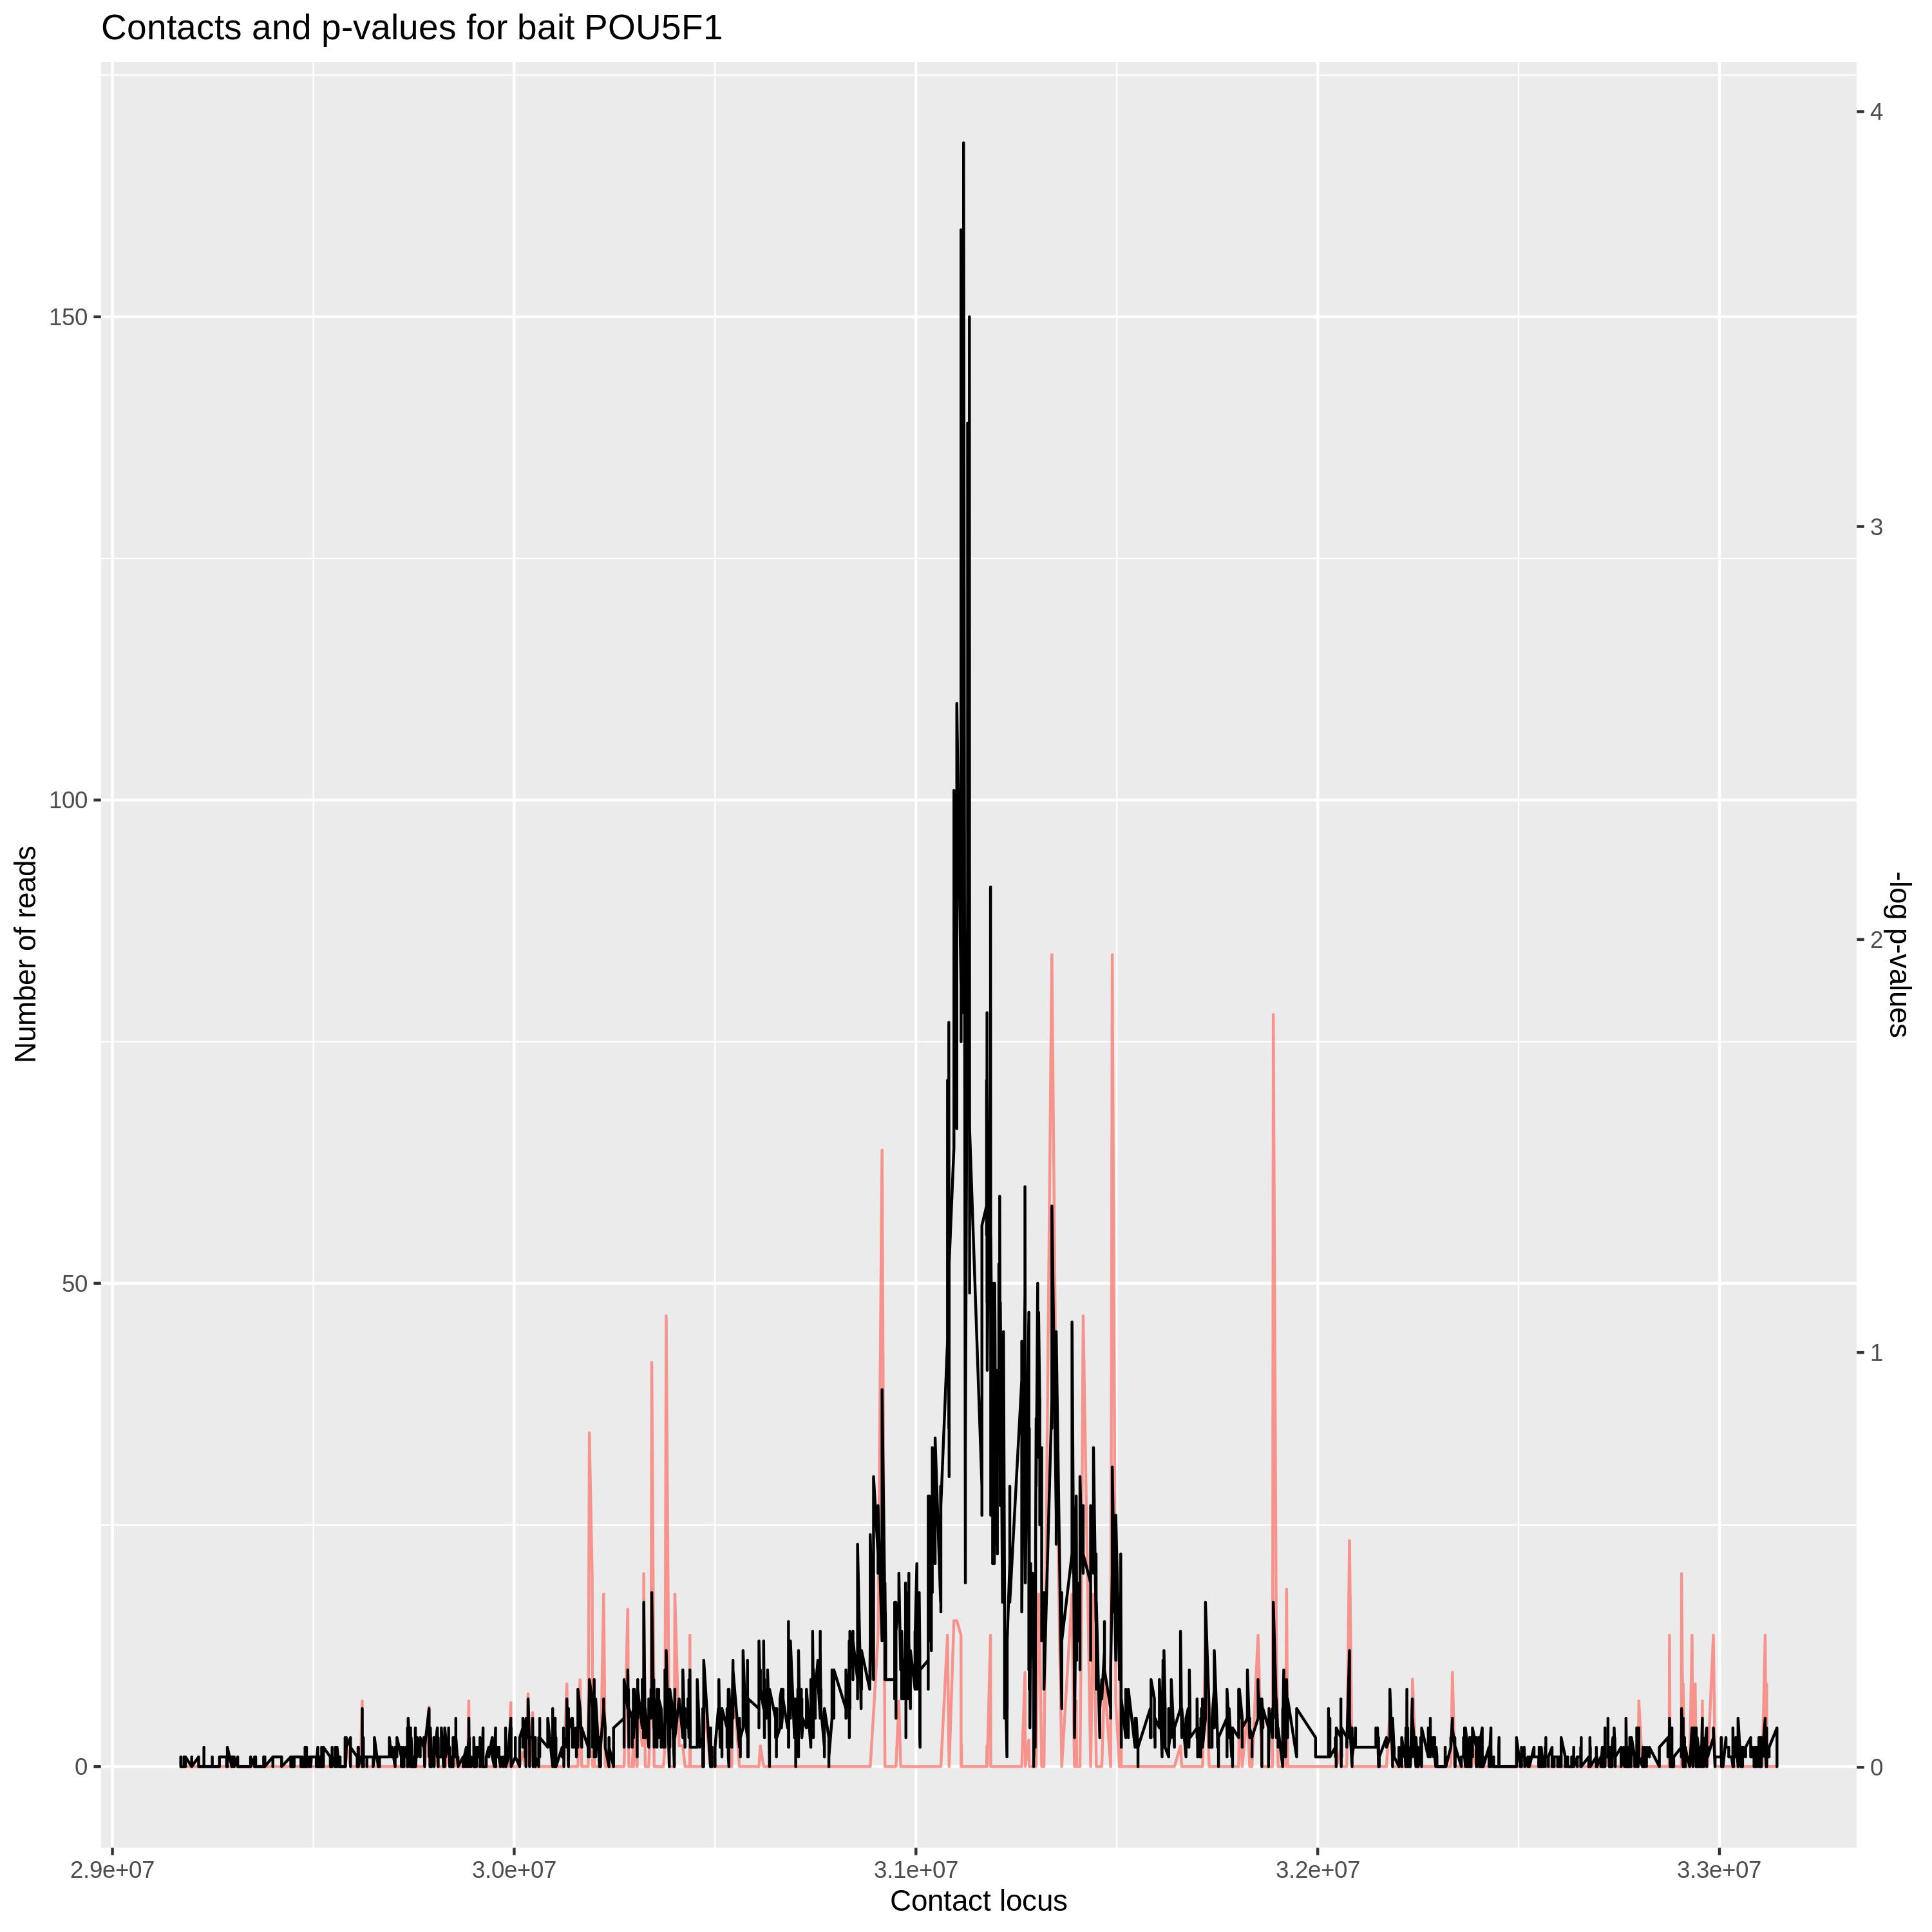 Contacts and p-values for bait POU5F1
Number of reads
150
100
50
0
4
3
2
1
0
-log p-values
2.9e+07
3.0e+07
3.1e+07
3.2e+07
3.3e+07
Contact locus